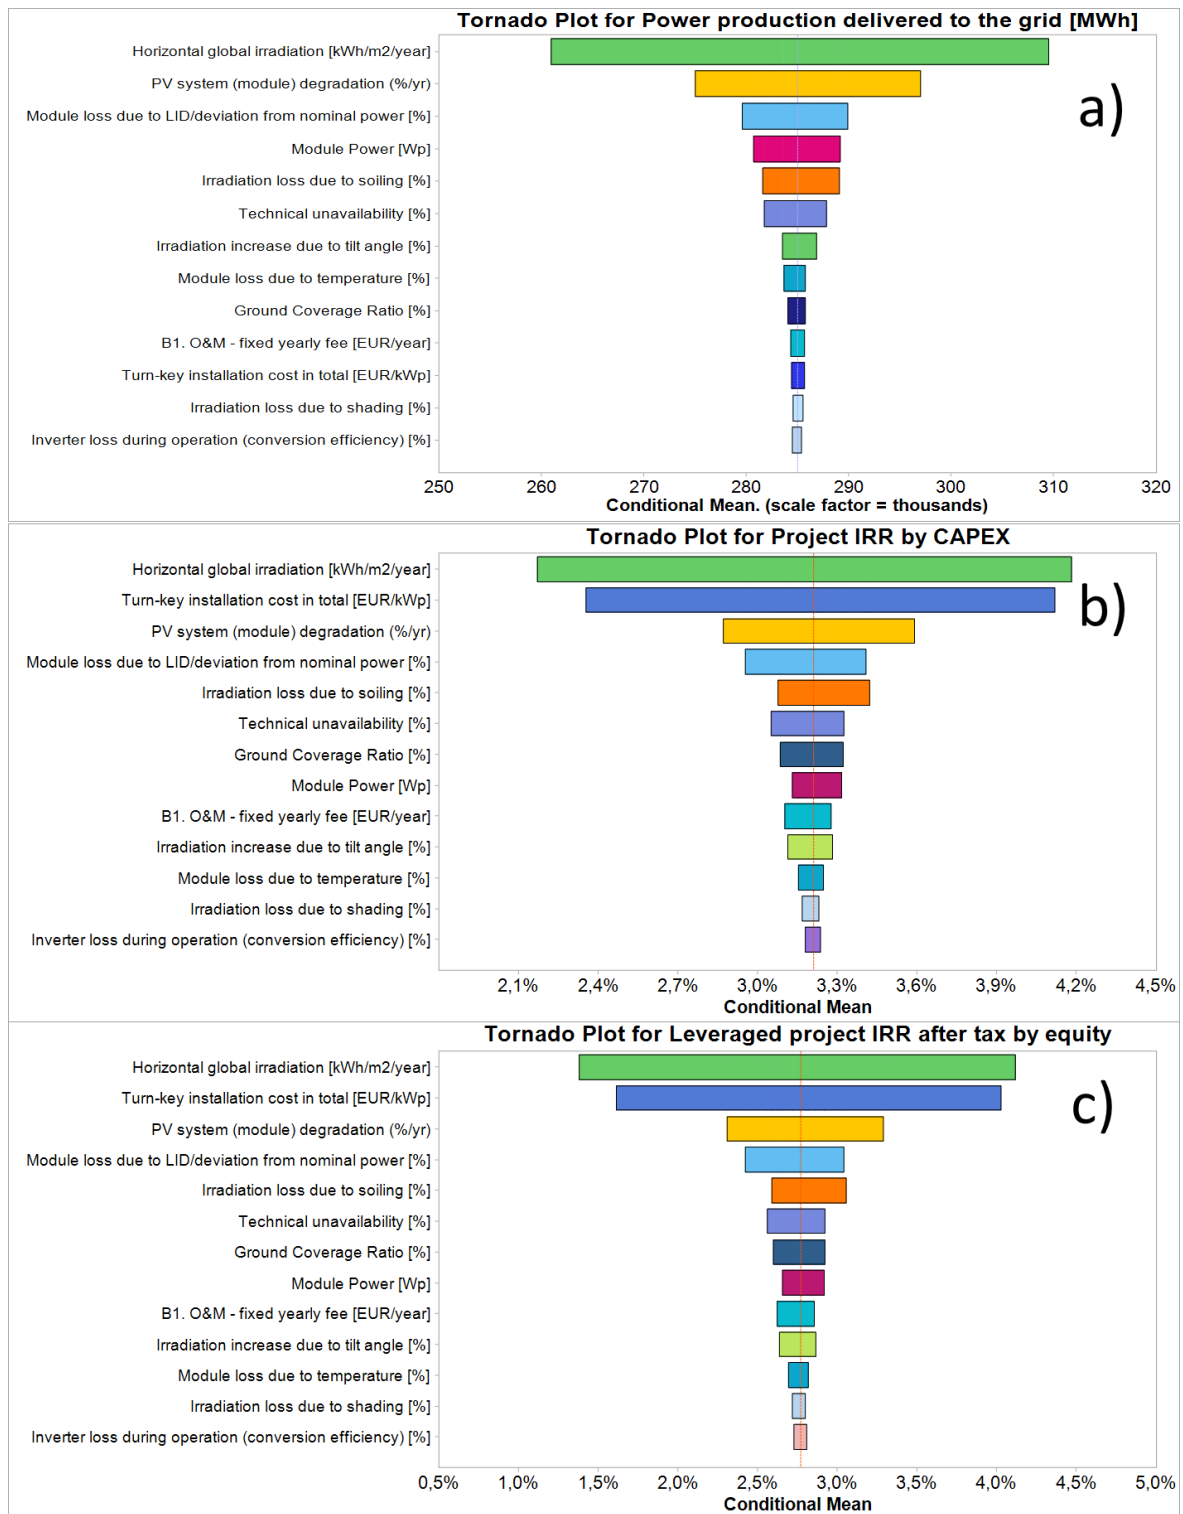 Tornado Plot for Power production delivered to the grid [MWh]
Horizontal global irradiation [kWh/m2/year]
PV system (module) degradation (%/yr)
a)
Module loss due to LID/deviation from nominal power [%]
Module Power [Wp]
Irradiation loss due to soiling [%]
Technical unavailability [%]
Irradiation increase due to tilt angle [%]
Module loss due to temperature [%]
Ground Coverage Ratio [%]
B1. O&M - fixed yearly fee [EUR/year]
Turn-key installation cost in total [EUR/kWp]
Irradiation loss due to shading [%]
Inverter loss during operation (conversion efficiency) [%]
250 260 270 280 290 300 310 320
Conditional Mean. (scale factor = thousands)
Tornado Plot for Project IRR by CAPEX
Horizontal global irradiation [kWh/m2/year]
Turn-key installation cost in total [EUR/kWp]
b)
PV system (module) degradation (%/yr)
Module loss due to LID/deviation from nominal power [%]
Irradiation loss due to soiling [%]
Technical unavailability [%]
Ground Coverage Ratio [%]
Module Power [Wp]
B1. O&M - fixed yearly fee [EUR/year]
Irradiation increase due to tilt angle [%]
Module loss due to temperature [%]
Irradiation loss due to shading [%]
Inverter loss during operation (conversion efficiency) [%]
2,1% 2,4% 2,7% 3,0% 3,3% 3,6% 3,9% 4,2% 4,5%
Conditional Mean
Tornado Plot for Leveraged project IRR after tax by equity
Horizontal global irradiation [kWh/m2/year]
Turn-key installation cost in total [EUR/kWp]
c)
PV system (module) degradation (%/yr)
Module loss due to LID/deviation from nominal power [%]
Irradiation loss due to soiling [%]
Technical unavailability [%]
Ground Coverage Ratio [%]
Module Power [Wp]
B1. O&M - fixed yearly fee [EUR/year]
Irradiation increase due to tilt angle [%]
Module loss due to temperature [%]
Irradiation loss due to shading [%]
Inverter loss during operation (conversion efficiency) [%]
0,5% 1,0% 1,5% 2,0% 2,5% 3,0% 3,5% 4,0% 4,5% 5,0%
Conditional Mean